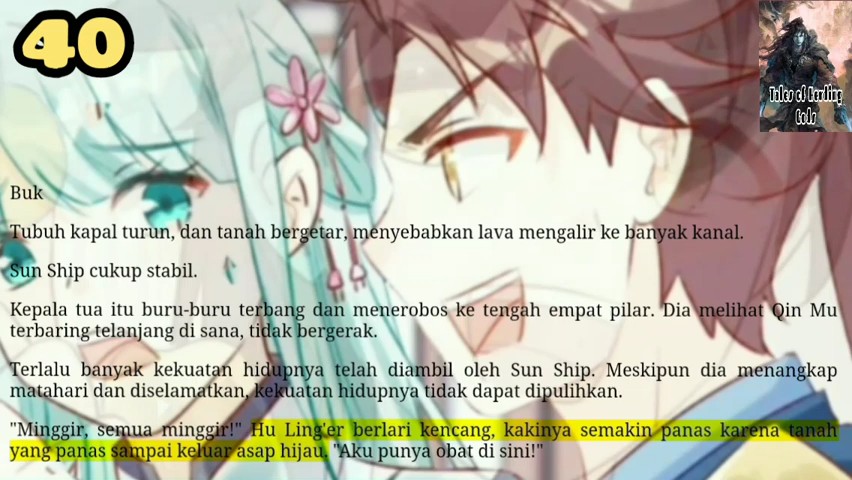 40
Tales of Herding
Gods
Buk
Tubuh kapal turun, dan tanah bergetar, menyebabkan lava mengalir ke banyak kanal.
Sun Ship cukup stabil.
Kepala tua itu buru-buru terbang dan menerobos ke tengah empat pilar. Dia melihat Qin Mu
terbaring telanjang di sana, tidak bergerak.
Terlalu banyak kekuatan hidupnya telah diambil oleh Sun Ship. Meskipun dia menangkap
matahari dan diselamatkan, kekuatan hidupnya tidak dapat dipulihkan.
"Minggir, semua minggir!" Hu Ling'er berlari kencang, kakinya semakin panas karena tanah
yang panas sampai keluar asap hijau. "Aku punya obat di sini!"